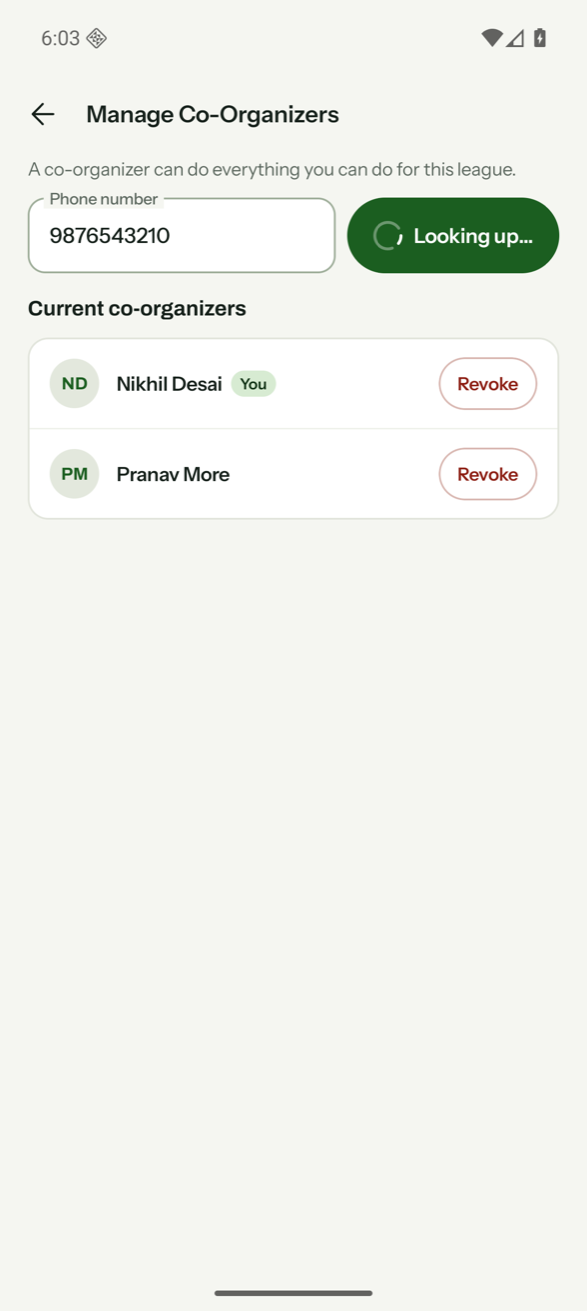 6:03
Manage Co-Organizers
A co-organizer can do everything you can do for this league.
Phone number
9876543210
Looking up...
Current co-organizers
ND Nikhil Desai You Revoke
PM Pranav More Revoke